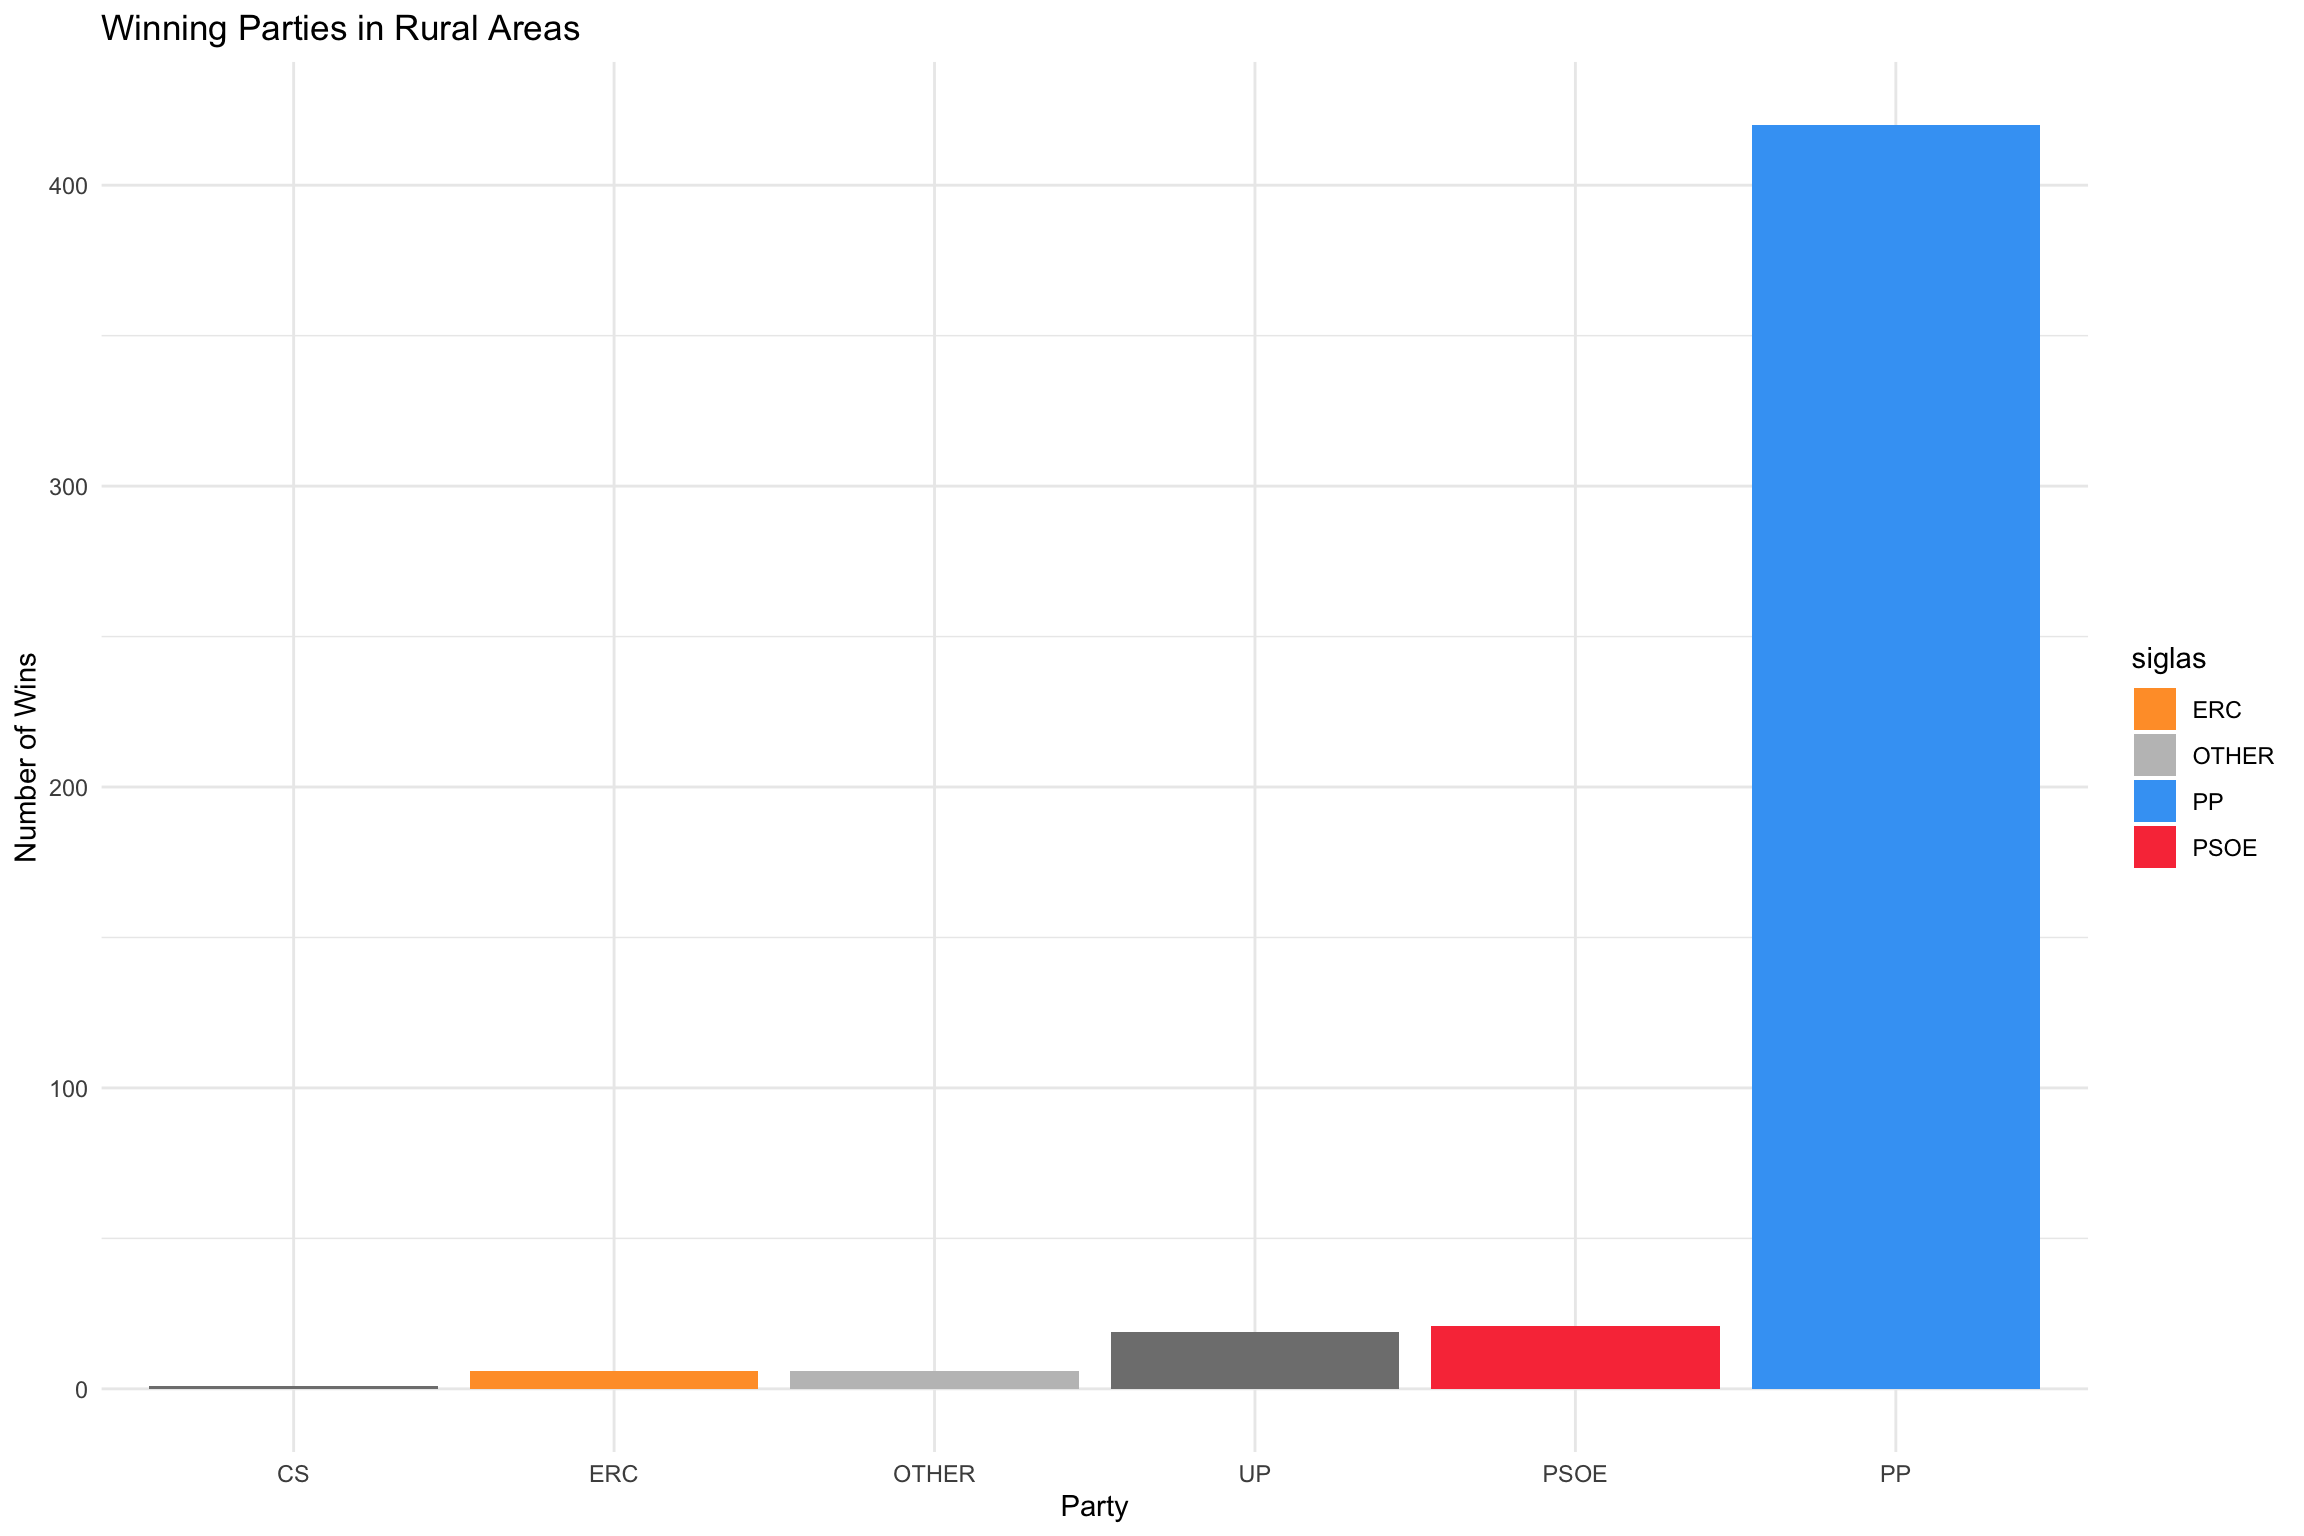 Winning Parties in Rural Areas
Number of Wins
400
300
200
100
0
CS
ERC
OTHER
UP
PSOE
PP
Party
siglas
ERC
OTHER
PP
PSOE